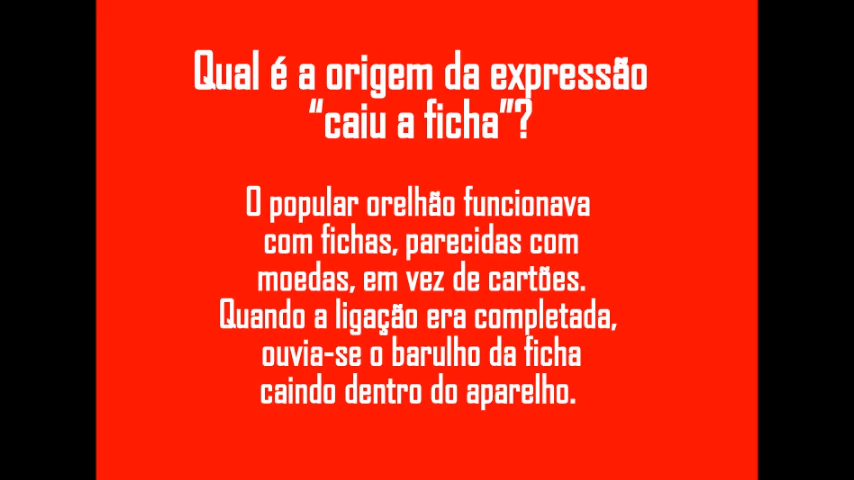 Qual é a origem da expressão
“caiu a ficha”?
O popular orelhão funcionava
com fichas, parecidas com
moedas, em vez de cartões.
Quando a ligação era completada,
ouvia-se o barulho da ficha
caindo dentro do aparelho.